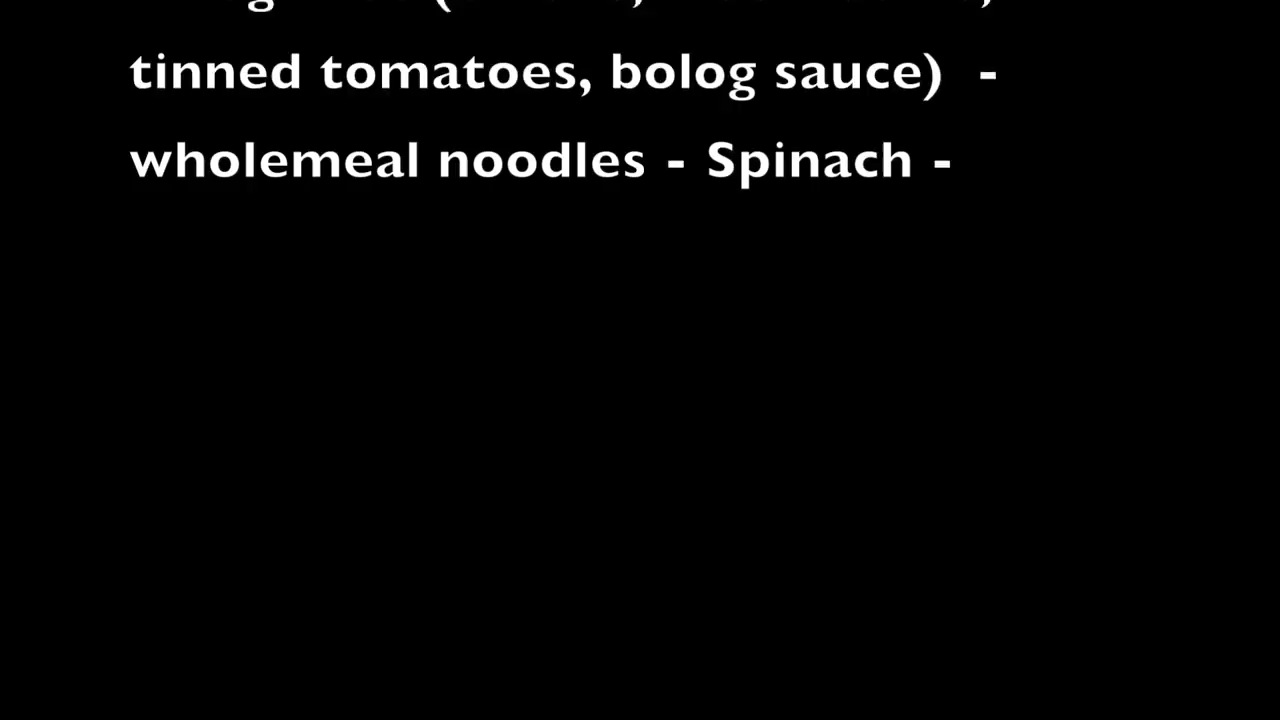 tinned tomatoes, bolog sauce) -
wholemeal noodles - Spinach -